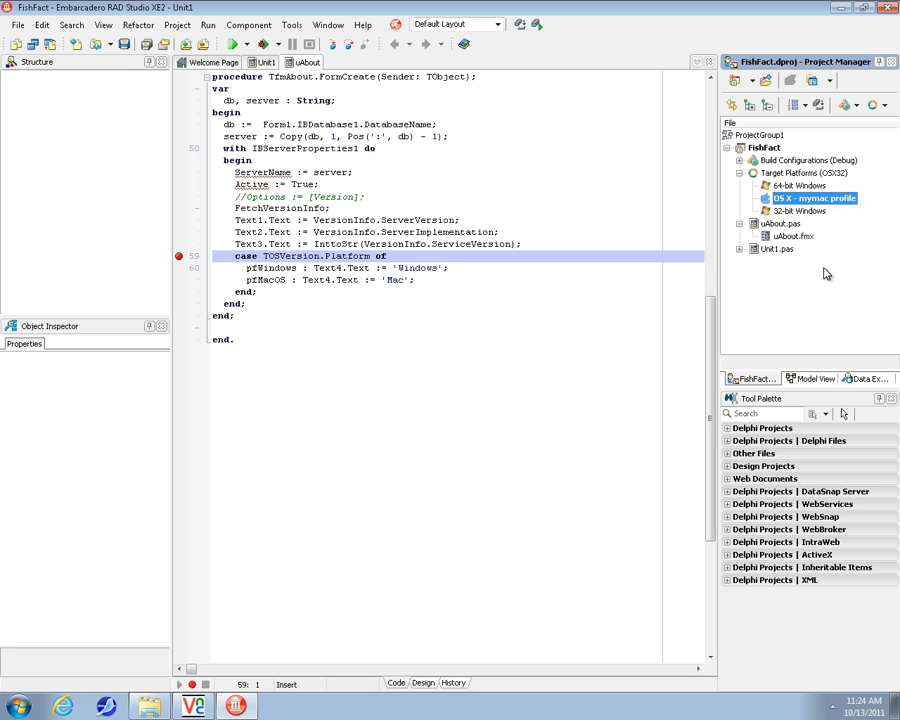 FishFact - Embarcadero RAD Studio XE2 - Unit1
File Edit Search View Refactor Project Run Component Tools Window Help
Default Layout
Structure
Welcome Page Unit1 uAbout
procedure TfmAbout.FormCreate(Sender: TObject);
var
db, server : String;
begin
db := Form1.IBDatabase1.DatabaseName;
server := Copy(db, 1, Pos(':', db) - 1);
50 with IBServerProperties1 do
begin
ServerName := server;
Active := True;
//Options := [Version];
FetchVersionInfo;
Text1.Text := VersionInfo.ServerVersion;
Text2.Text := VersionInfo.ServerImplementation;
Text3.Text := InttoStr(VersionInfo.ServiceVersion);
59 case TOSVersion.Platform of
60 pfWindows : Text4.Text := 'Windows';
pfMacOS : Text4.Text := 'Mac';
end;
end;
end;
end.
Object Inspector
Properties
59: 1 Insert
Code Design History
FishFact.dproj - Project Manager
File
ProjectGroup1
FishFact
Build Configurations (Debug)
Target Platforms (OSX32)
64-bit Windows
OS X - mymac profile
32-bit Windows
uAbout.pas
uAbout.fmx
Unit1.pas
FishFact... Model View Data Ex...
Tool Palette
Search
Delphi Projects
Delphi Projects | Delphi Files
Other Files
Design Projects
Web Documents
Delphi Projects | DataSnap Server
Delphi Projects | WebServices
Delphi Projects | WebSnap
Delphi Projects | WebBroker
Delphi Projects | IntraWeb
Delphi Projects | ActiveX
Delphi Projects | Inheritable Items
Delphi Projects | XML
11:24 AM
10/13/2011